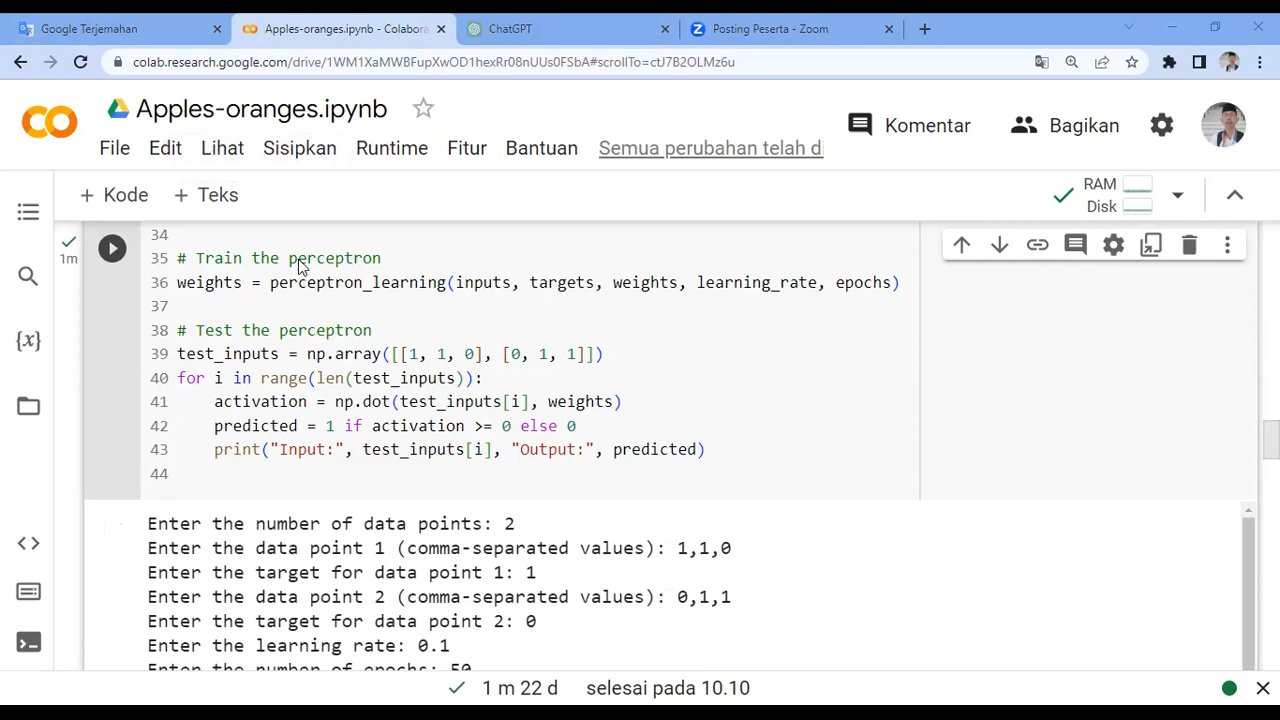 Google Terjemahan
Apples-oranges.ipynb - Colabora
ChatGPT
Posting Peserta - Zoom
colab.research.google.com/drive/1WM1XaMWBFupXwOD1hexRr08nUUs0FSbA#scrollTo=ctJ7B2OLMz6u
Apples-oranges.ipynb
Komentar
Bagikan
File Edit Lihat Sisipkan Runtime Fitur Bantuan Semua perubahan telah di
+ Kode + Teks
RAM
Disk
1m
34
35 # Train the perceptron
36 weights = perceptron_learning(inputs, targets, weights, learning_rate, epochs)
37
38 # Test the perceptron
39 test_inputs = np.array([[1, 1, 0], [0, 1, 1]])
40 for i in range(len(test_inputs)):
41 activation = np.dot(test_inputs[i], weights)
42 predicted = 1 if activation >= 0 else 0
43 print("Input:", test_inputs[i], "Output:", predicted)
44
Enter the number of data points: 2
Enter the data point 1 (comma-separated values): 1,1,0
Enter the target for data point 1: 1
Enter the data point 2 (comma-separated values): 0,1,1
Enter the target for data point 2: 0
Enter the learning rate: 0.1
Enter the number of epochs: 50
1 m 22 d selesai pada 10.10